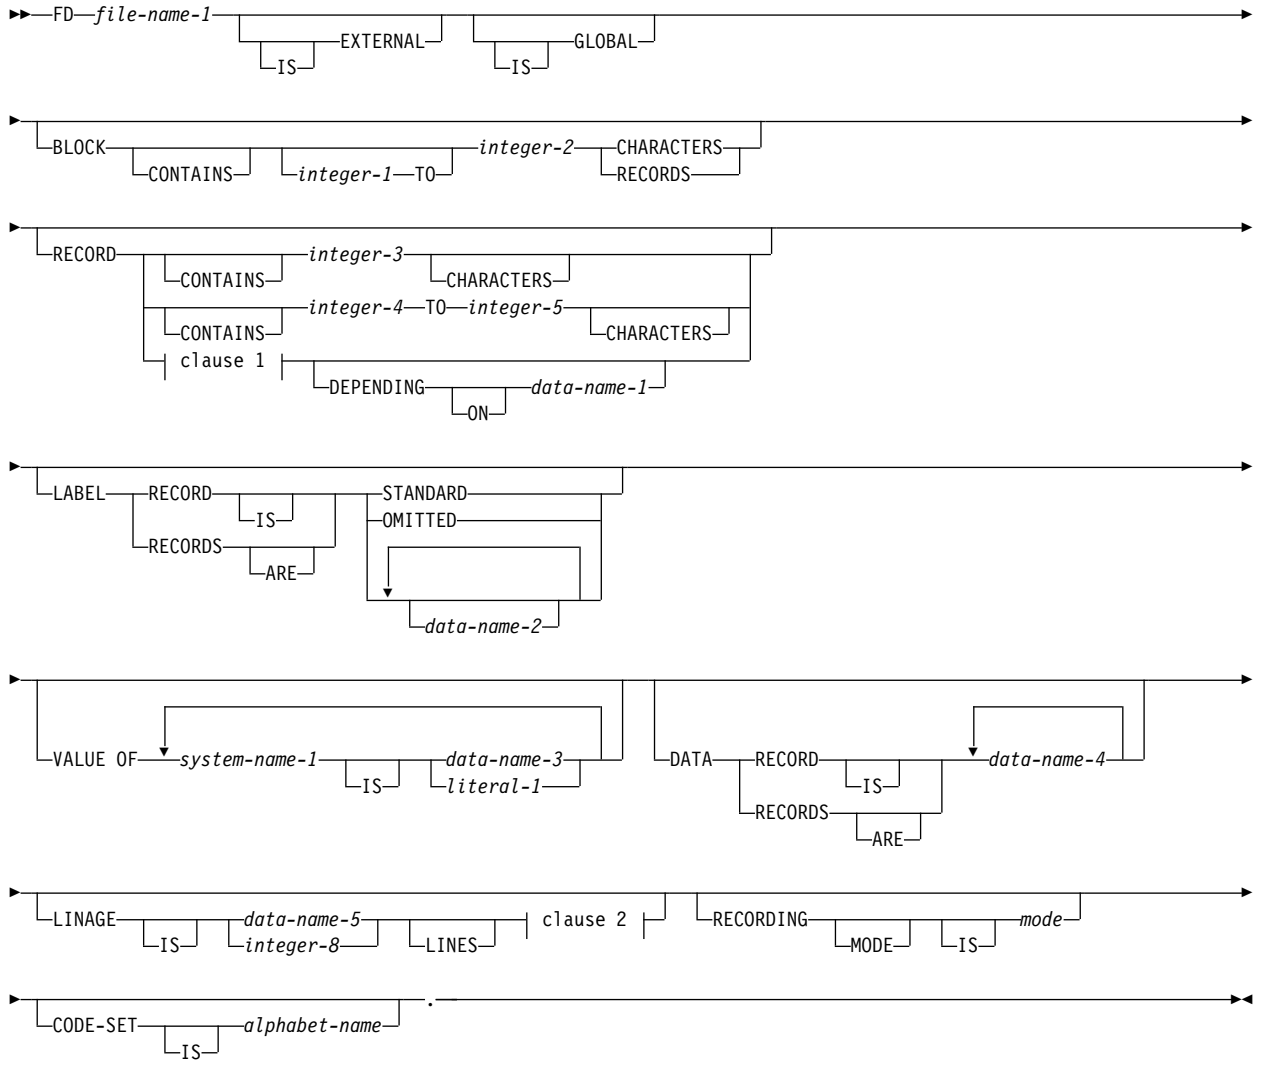 FD file-name-1
EXTERNAL GLOBAL
IS IS
BLOCK integer-2 CHARACTERS
CONTAINS integer-1 TO RECORDS
RECORD integer-3
CONTAINS CHARACTERS
integer-4 TO integer-5
CONTAINS CHARACTERS
clause 1
DEPENDING data-name-1
ON
LABEL RECORD STANDARD
IS OMITTED
RECORDS
ARE
data-name-2
VALUE OF system-name-1 data-name-3 DATA RECORD data-name-4
IS literal-1 IS
RECORDS
ARE
LINAGE data-name-5 clause 2 RECORDING mode
IS integer-8 LINES MODE IS
.
CODE-SET alphabet-name
IS